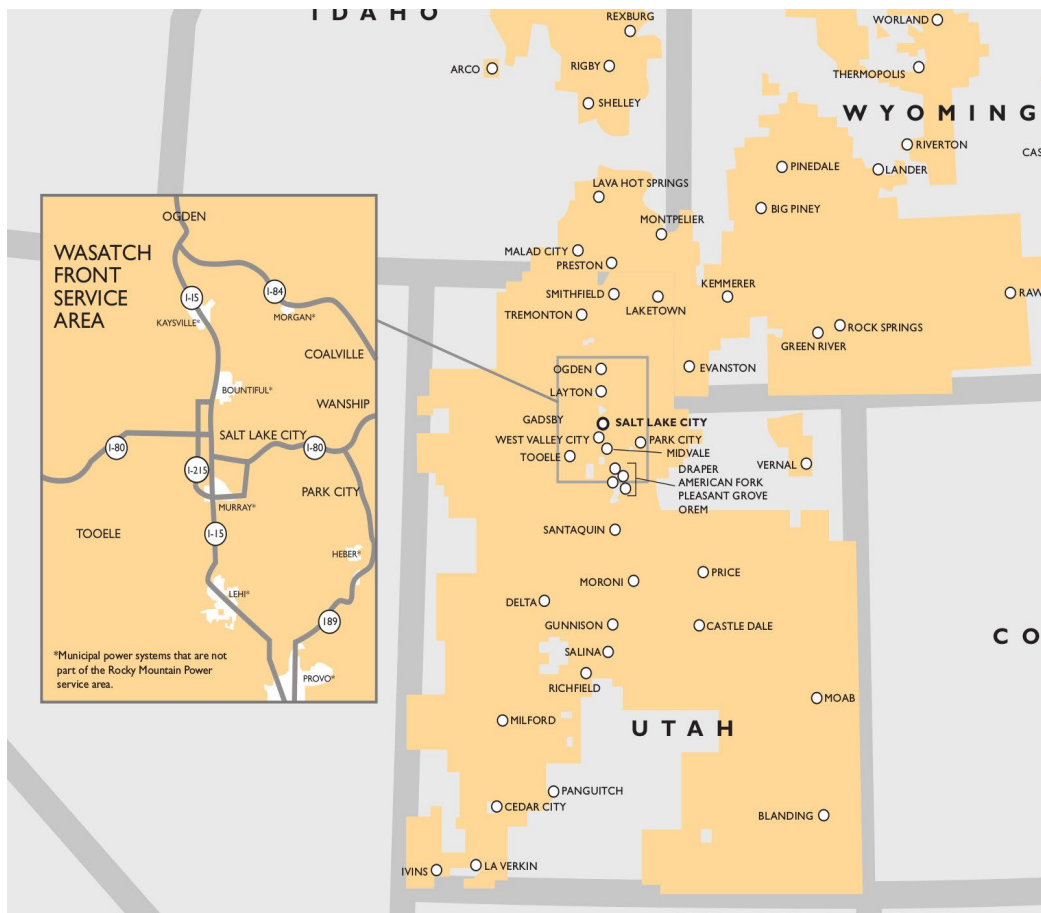 IDAHO
REXBURG
WORLAND
ARCO
RIGBY
THERMOPOLIS
SHELLEY
WYOMING
RIVERTON
CAS
PINEDALE
LANDER
LAVA HOT SPRINGS
BIG PINEY
MONTPELIER
MALAD CITY
PRESTON
KEMMERER
SMITHFIELD
RAW
LAKETOWN
TREMONTON
ROCK SPRINGS
GREEN RIVER
EVANSTON
OGDEN
LAYTON
GADSBY
SALT LAKE CITY
WEST VALLEY CITY
PARK CITY
MIDVALE
TOOELE
VERNAL
DRAPER
AMERICAN FORK
PLEASANT GROVE
OREM
SANTAQUIN
PRICE
MORONI
DELTA
GUNNISON
CASTLE DALE
CO
SALINA
RICHFIELD
MOAB
MILFORD
UTAH
PANGUITCH
CEDAR CITY
BLANDING
IVINS
LA VERKIN
OGDEN
WASATCH
FRONT
SERVICE
AREA
I-15
I-84
KAYSVILLE*
MORGAN*
COALVILLE
BOUNTIFUL*
WANSHIP
SALT LAKE CITY
I-80
I-80
I-215
PARK CITY
MURRAY*
TOOELE
I-15
HEBER*
LEHI*
189
*Municipal power systems that are not
part of the Rocky Mountain Power
service area.
PROVO*